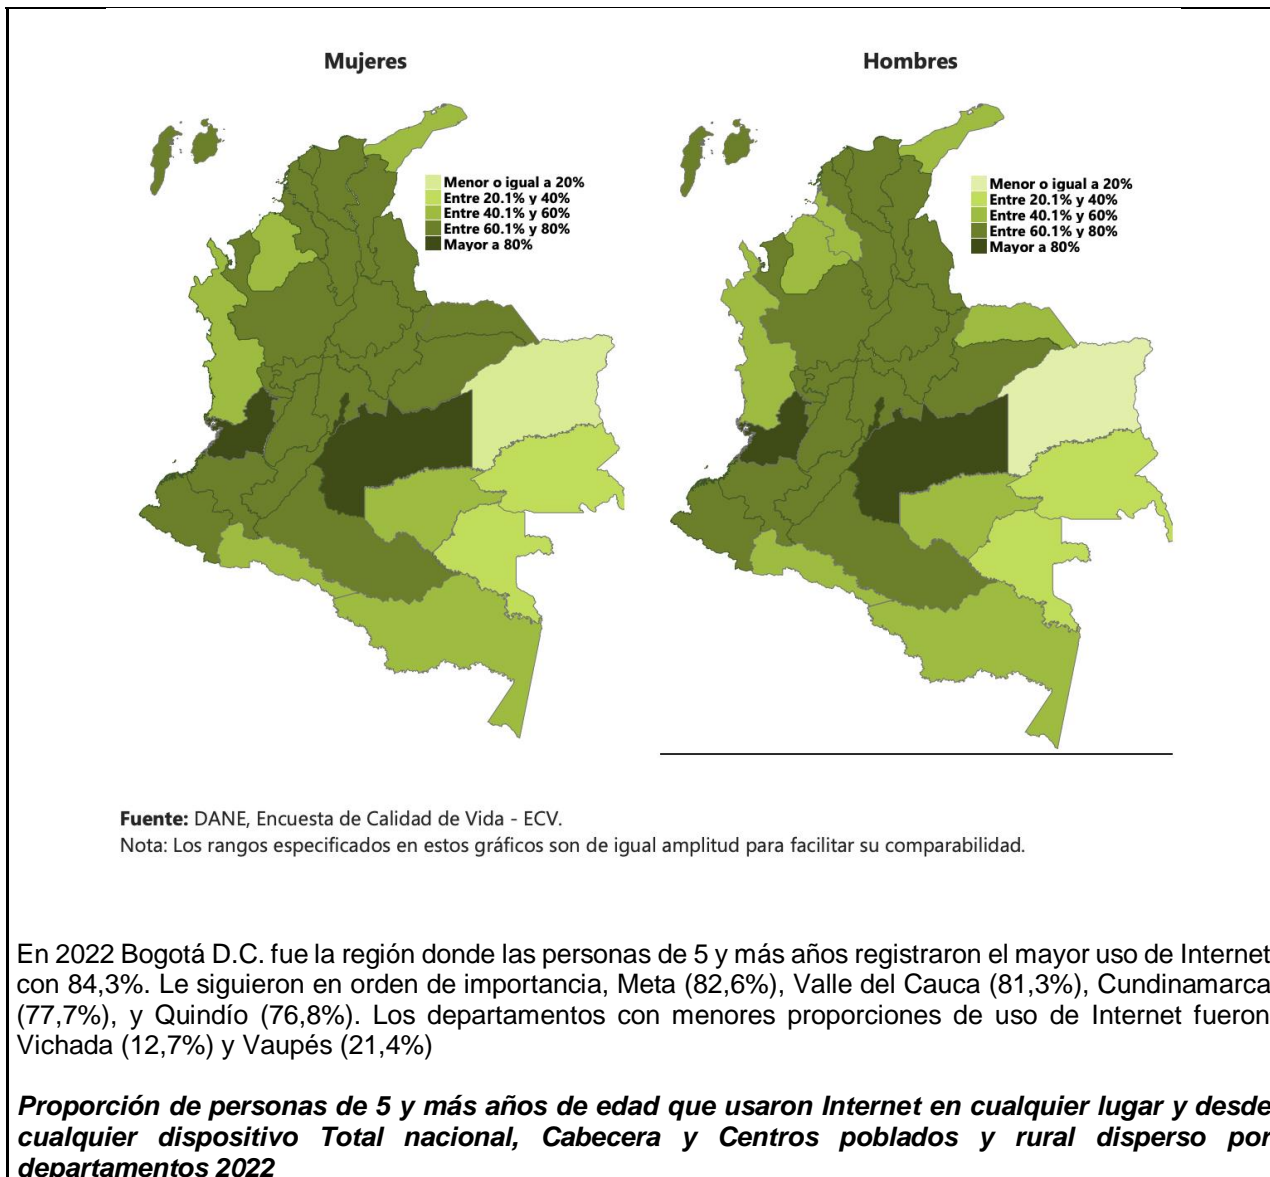 Mujeres
Hombres
Menor o igual a 20%
Entre 20.1% y 40%
Entre 40.1% y 60%
Entre 60.1% y 80%
Mayor a 80%
Menor o igual a 20%
Entre 20.1% y 40%
Entre 40.1% y 60%
Entre 60.1% y 80%
Mayor a 80%
Fuente: DANE, Encuesta de Calidad de Vida - ECV.
Nota: Los rangos especificados en estos gráficos son de igual amplitud para facilitar su comparabilidad.
En 2022 Bogotá D.C. fue la región donde las personas de 5 y más años registraron el mayor uso de Internet
con 84,3%. Le siguieron en orden de importancia, Meta (82,6%), Valle del Cauca (81,3%), Cundinamarca
(77,7%), y Quindío (76,8%). Los departamentos con menores proporciones de uso de Internet fueron
Vichada (12,7%) y Vaupés (21,4%)
Proporción de personas de 5 y más años de edad que usaron Internet en cualquier lugar y desde
cualquier dispositivo Total nacional, Cabecera y Centros poblados y rural disperso por
departamentos 2022